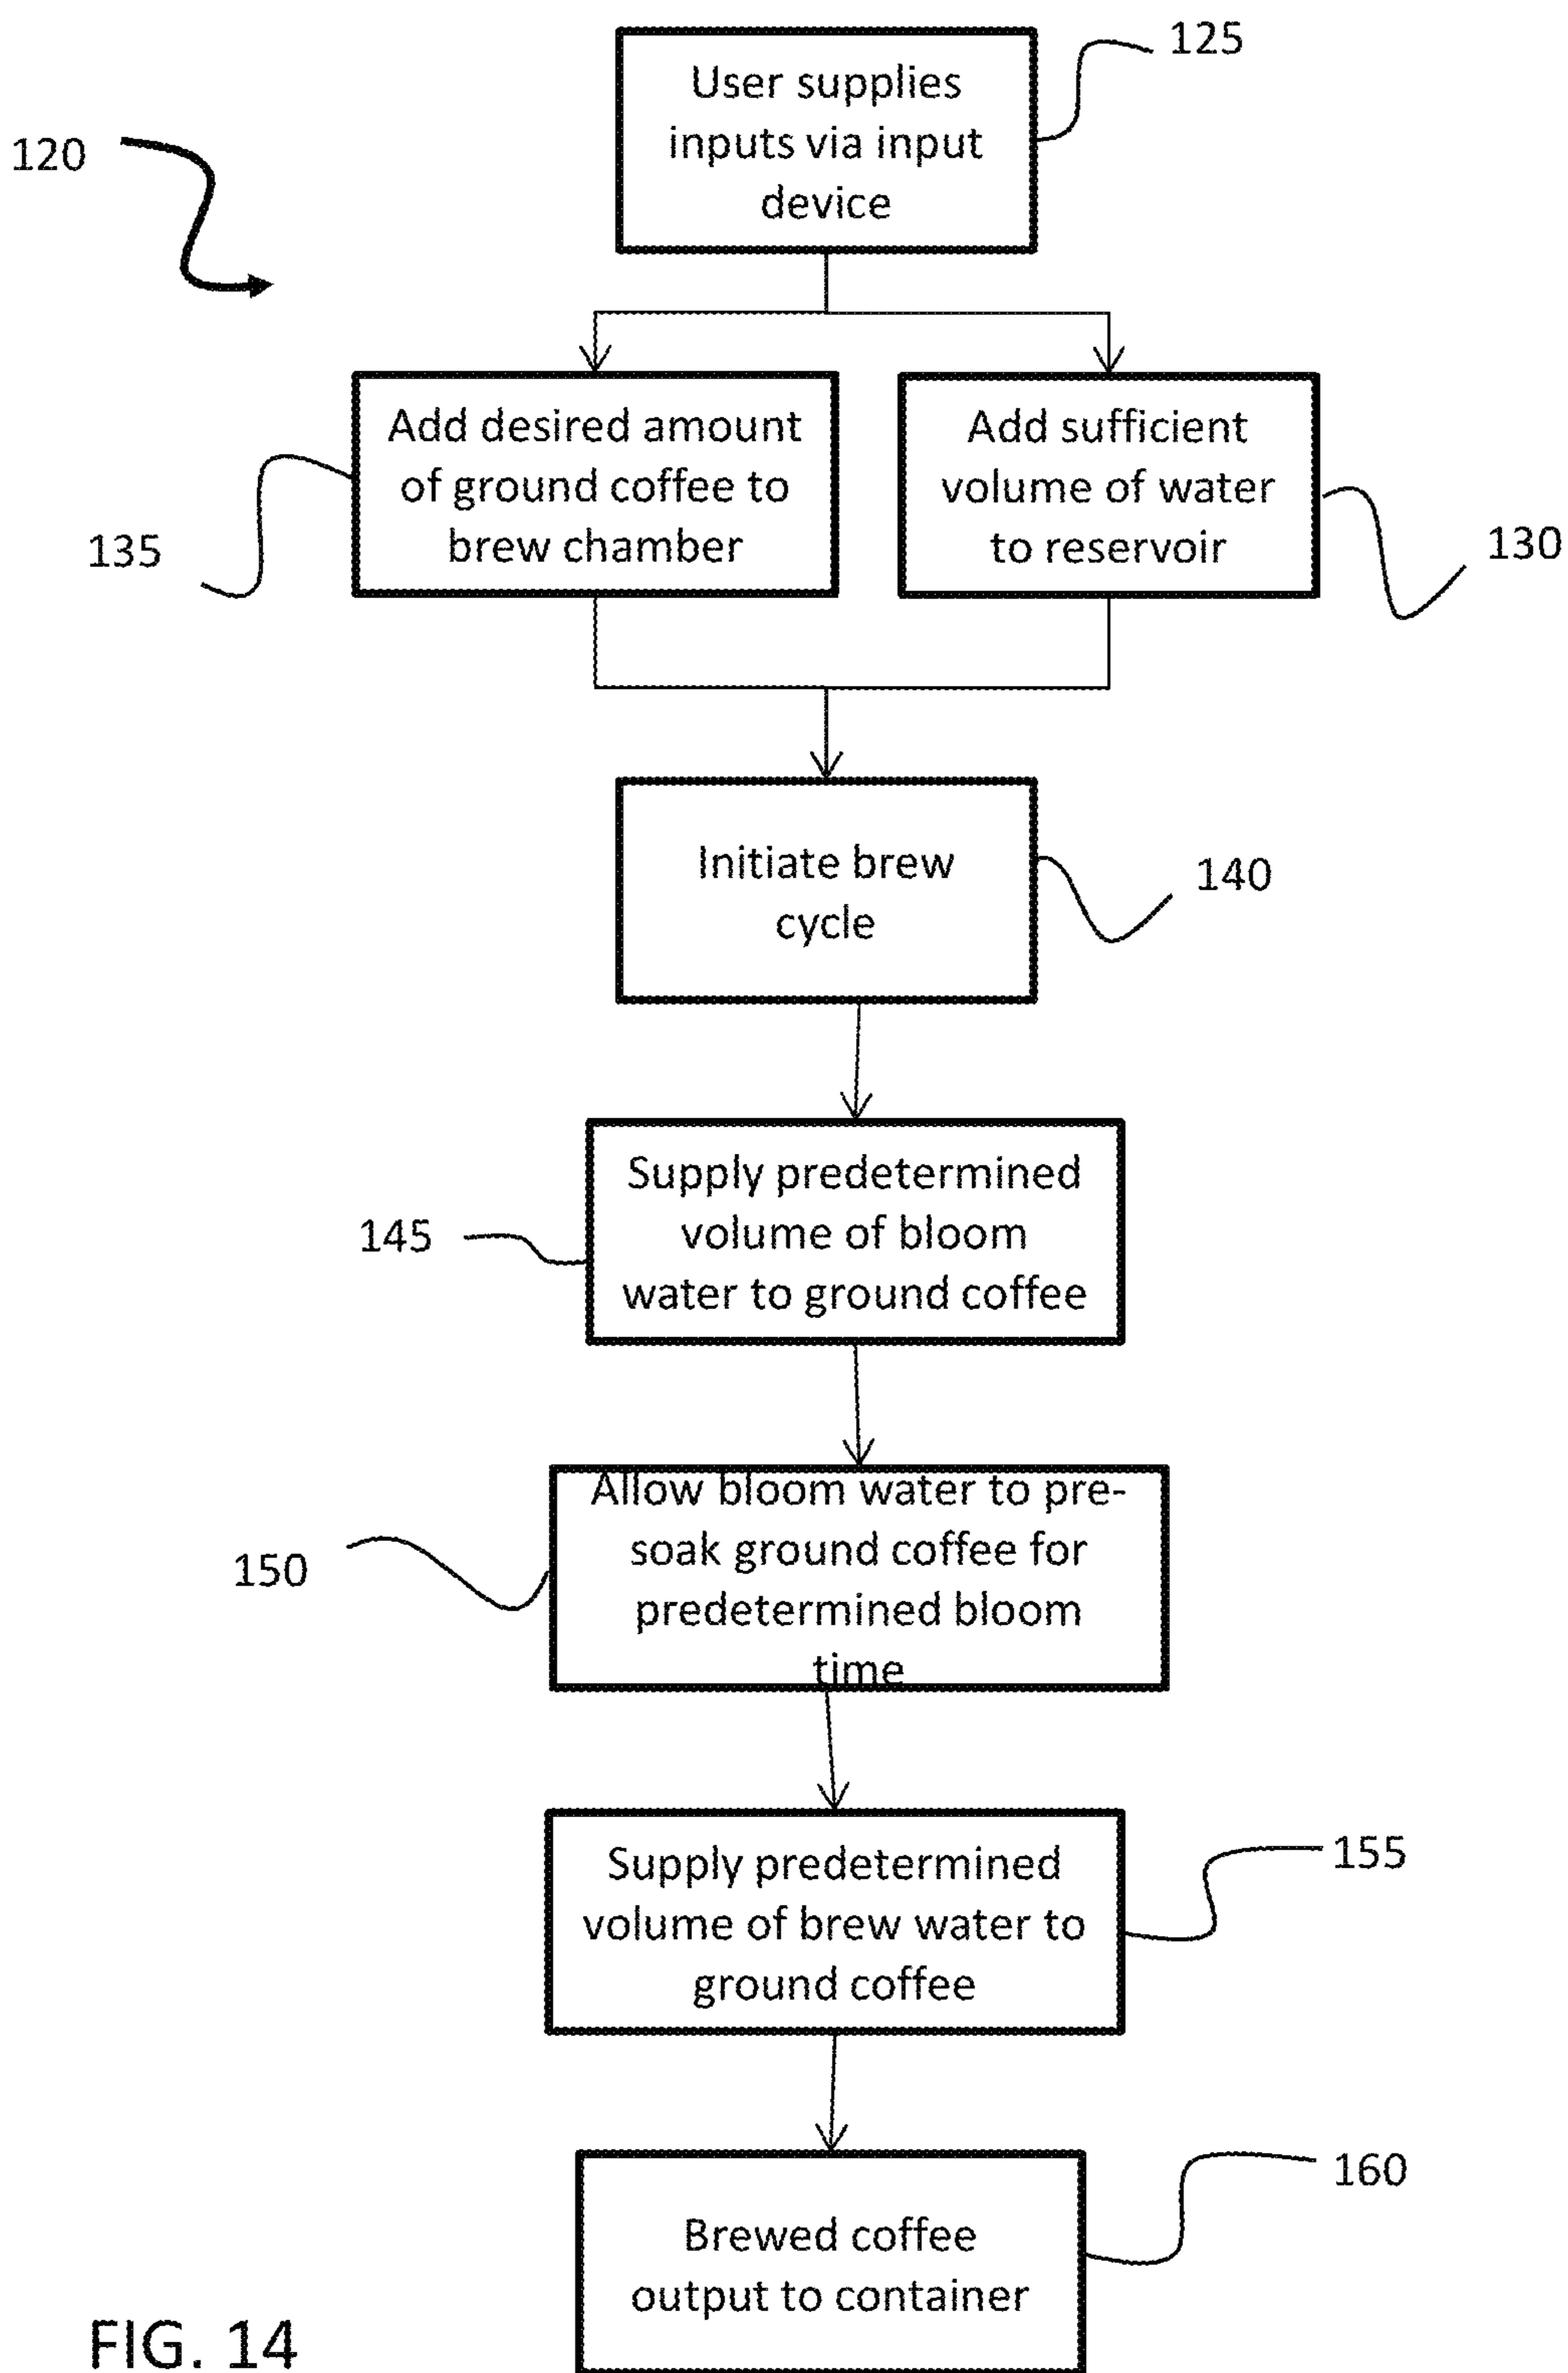 125
User supplies
inputs via input
device
120
Add desired amount
of ground coffee to
brew chamber
135
Add sufficient
volume of water
to reservoir
130
Initiate brew
cycle
140
Supply predetermined
volume of bloom
water to ground coffee
145
Allow bloom water to pre-
soak ground coffee for
predetermined bloom
time
150
Supply predetermined
volume of brew water to
ground coffee
155
Brewed coffee
output to container
160
FIG. 14